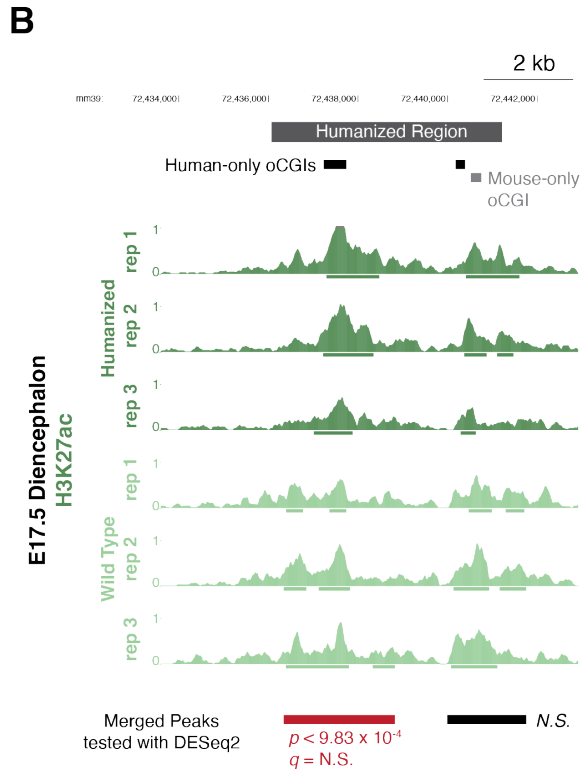 B
2 kb
mm39: 72,434,000| 72,436,000| 72,438,000| 72,440,000| 72,442,000|
Humanized Region
Human-only oCGIs
Mouse-only
oCGI
E17.5 Diencephalon
H3K27ac
Humanized
rep 1
1
0
rep 2
1
0
rep 3
1
0
Wild Type
rep 1
1
0
rep 2
1
0
rep 3
1
0
Merged Peaks
tested with DESeq2
p < 9.83 x 10-4
q = N.S.
N.S.